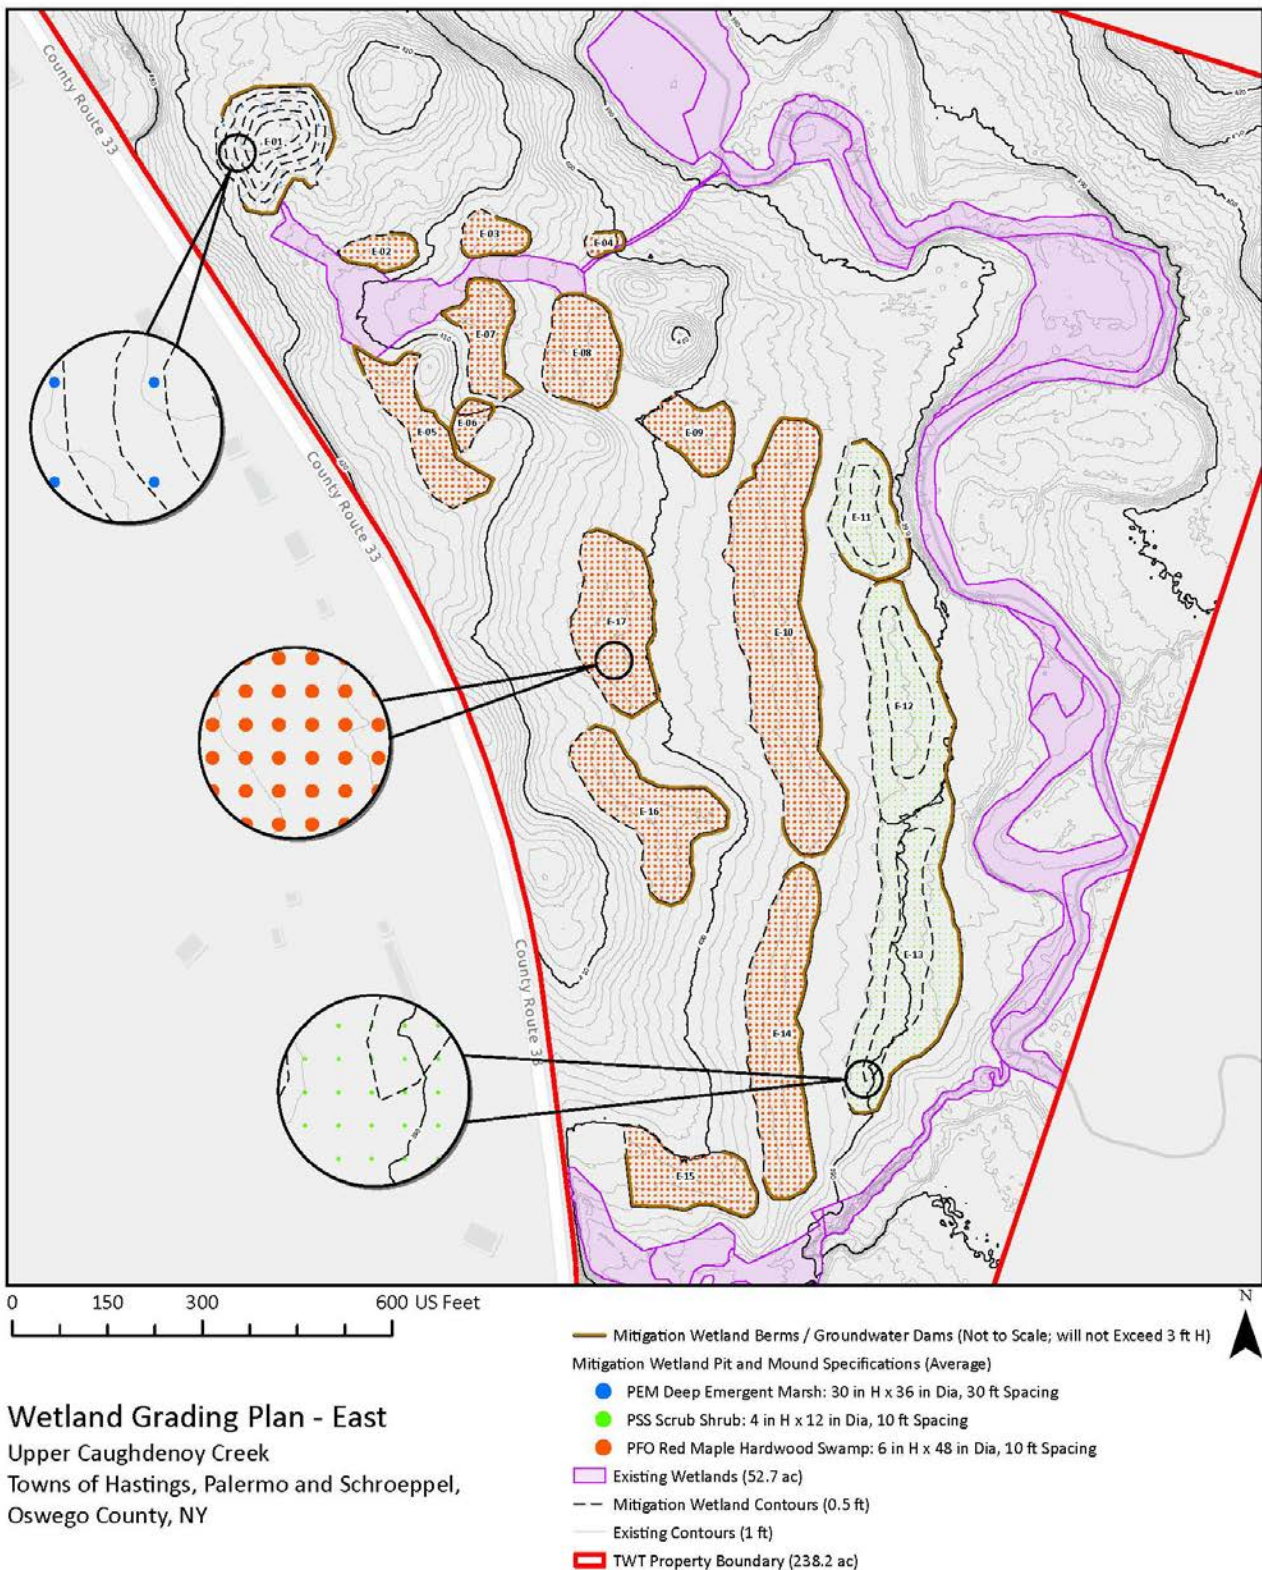 County Route 33
E-01
E-02
E-03
E-04
E-07
E-08
E-05
E-06
E-09
County Route 33
E-11
E-17
E-10
E-12
E-16
E-13
County Route 33
E-14
E-15
400
390
0 150 300 600 US Feet
N
Mitigation Wetland Berms / Groundwater Dams (Not to Scale; will not Exceed 3 ft H)
Mitigation Wetland Pit and Mound Specifications (Average)
PEM Deep Emergent Marsh: 30 in H x 36 in Dia, 30 ft Spacing
PSS Scrub Shrub: 4 in H x 12 in Dia, 10 ft Spacing
PFO Red Maple Hardwood Swamp: 6 in H x 48 in Dia, 10 ft Spacing
Existing Wetlands (52.7 ac)
Mitigation Wetland Contours (0.5 ft)
Existing Contours (1 ft)
TWT Property Boundary (238.2 ac)
Wetland Grading Plan - East
Upper Caughdenoy Creek
Towns of Hastings, Palermo and Schroeppel,
Oswego County, NY